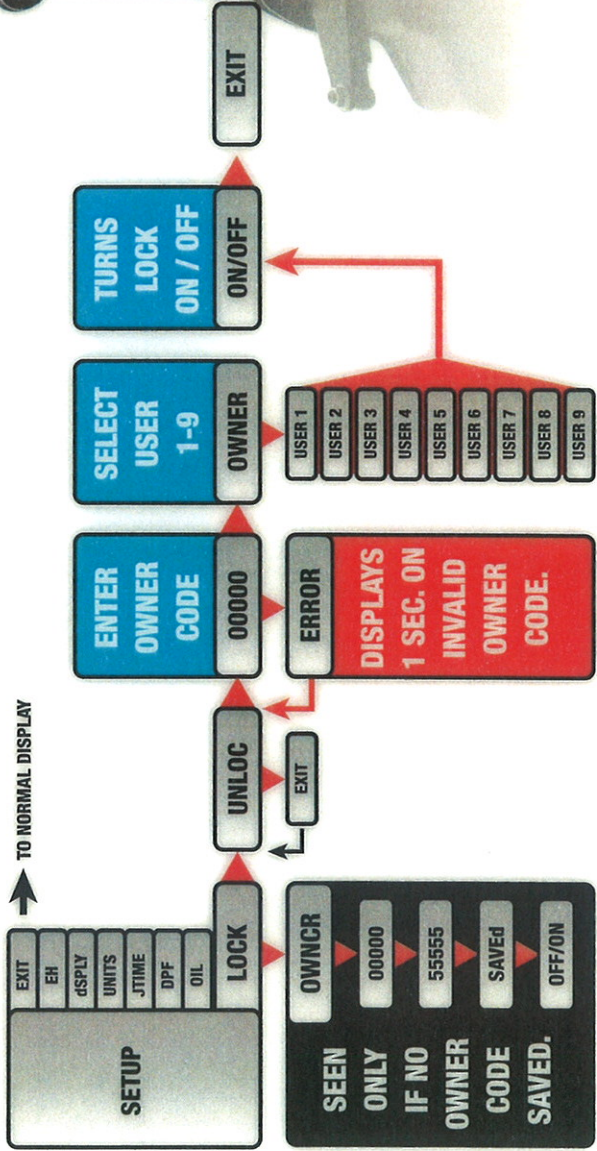 SETUP
EXIT
EH
dSPLY
UNITS
JTIME
DPF
OIL
LOCK
TO NORMAL DISPLAY
SEEN
ONLY
IF NO
OWNER
CODE
SAVED.
OWNCR
00000
55555
SAVEd
OFF/ON
UNLOC
EXIT
ENTER
OWNER
CODE
00000
ERROR
DISPLAYS
1 SEC. ON
INVALID
OWNER
CODE.
SELECT
USER
1-9
OWNER
USER 1
USER 2
USER 3
USER 4
USER 5
USER 6
USER 7
USER 8
USER 9
TURNS
LOCK
ON / OFF
ON/OFF
EXIT